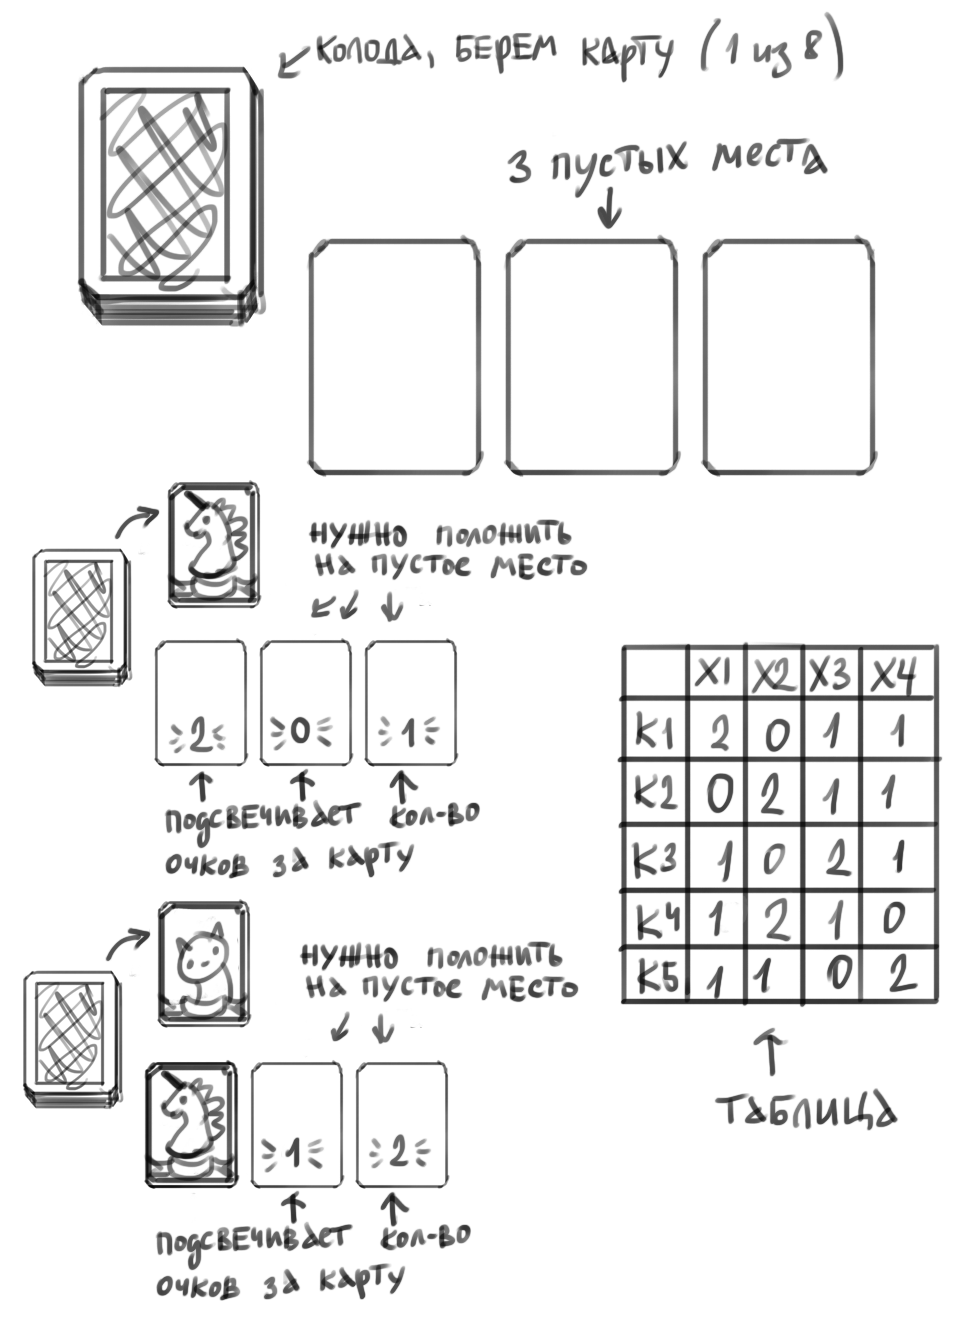 КОЛОДА, БЕРЕМ КАРТУ (1 из 8)
3 ПУСТЫХ МЕСТА
НУЖНО ПОЛОЖИТЬ
НА ПУСТОЕ МЕСТО
2 0 1
ПОДСВЕЧИВАЕТ КОЛ-ВО
ОЧКОВ ЗА КАРТУ
X1 X2 X3 X4
K1 2 0 1 1
K2 0 2 1 1
K3 1 0 2 1
K4 1 2 1 0
K5 1 1 0 2
ТАБЛИЦА
НУЖНО ПОЛОЖИТЬ
НА ПУСТОЕ МЕСТО
1 2
ПОДСВЕЧИВАЕТ КОЛ-ВО
ОЧКОВ ЗА КАРТУ